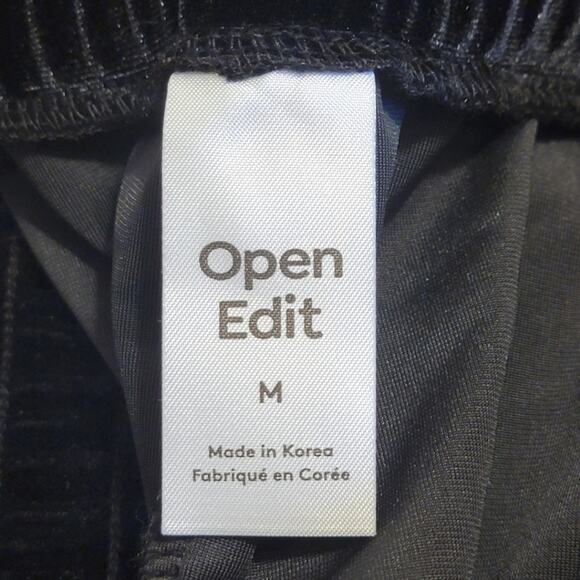 Open
Edit
M
Made in Korea
Fabriqué en Corée